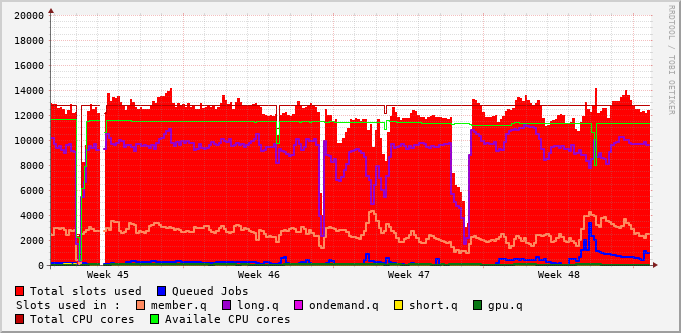 RRDTOOL / TOBI OETIKER
20000
18000
16000
14000
12000
10000
8000
6000
4000
2000
0
Week 45 Week 46 Week 47 Week 48
Total slots used Queued Jobs
Slots used in : member.q long.q ondemand.q short.q gpu.q
Total CPU cores Availale CPU cores